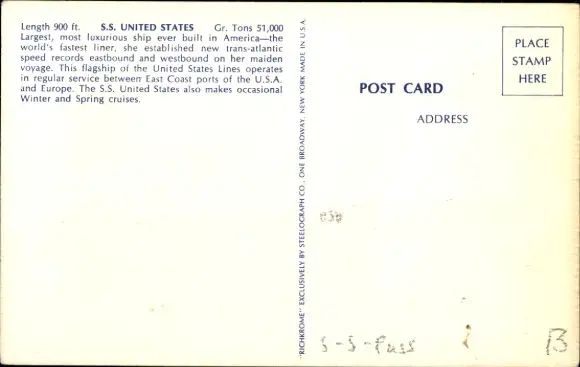 Length 900 ft. S.S. UNITED STATES Gr. Tons 51,000
Largest, most luxurious ship ever built in America—the
world's fastest liner, she established new trans-atlantic
speed records eastbound and westbound on her maiden
voyage. This flagship of the United States Lines operates
in regular service between East Coast ports of the U.S.A.
and Europe. The S.S. United States also makes occasional
Winter and Spring cruises.
"RICHKROME" EXCLUSIVELY BY STEELOGRAPH CO., ONE BROADWAY, NEW YORK MADE IN U.S.A.
POST CARD
ADDRESS
PLACE
STAMP
HERE
S-S-Pass
B